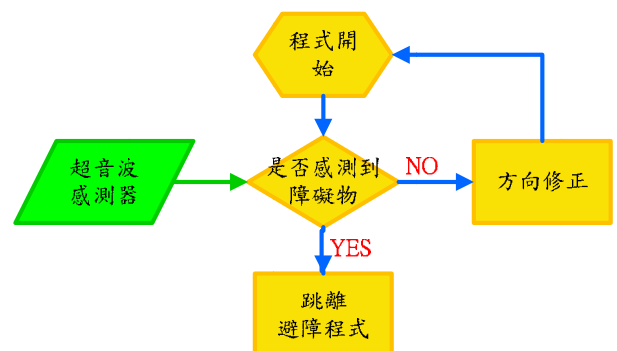 程式開
始
超音波
感測器
是否感測到
障礙物
NO
方向修正
YES
跳離
避障程式